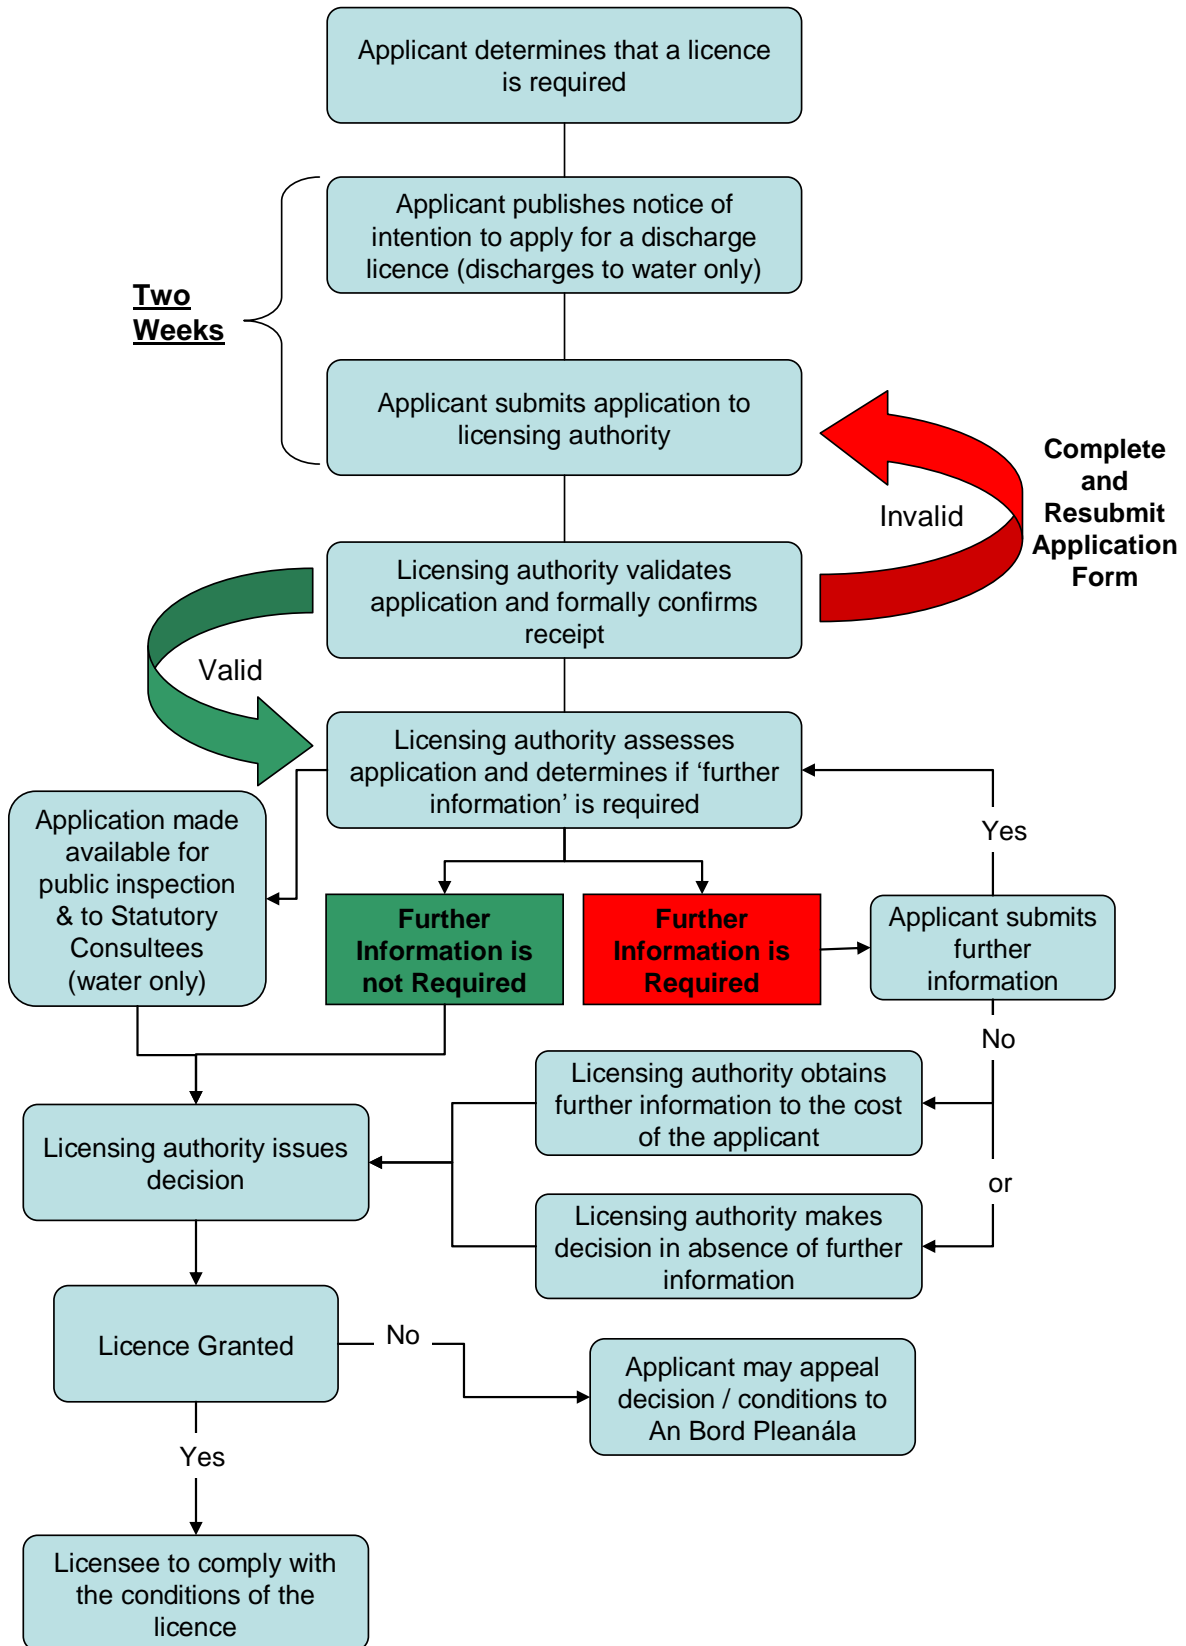 Applicant determines that a licence
is required
Applicant publishes notice of
intention to apply for a discharge
licence (discharges to water only)
Two
Weeks
Applicant submits application to
licensing authority
Complete
and
Resubmit
Application
Form
Invalid
Licensing authority validates
application and formally confirms
receipt
Valid
Licensing authority assesses
application and determines if ‘further
information’ is required
Application made
available for
public inspection
& to Statutory
Consultees
(water only)
Further
Information is
not Required
Further
Information is
Required
Yes
Applicant submits
further
information
No
Licensing authority obtains
further information to the cost
of the applicant
or
Licensing authority makes
decision in absence of further
information
Licensing authority issues
decision
Licence Granted
No
Applicant may appeal
decision / conditions to
An Bord Pleanála
Yes
Licensee to comply with
the conditions of the
licence